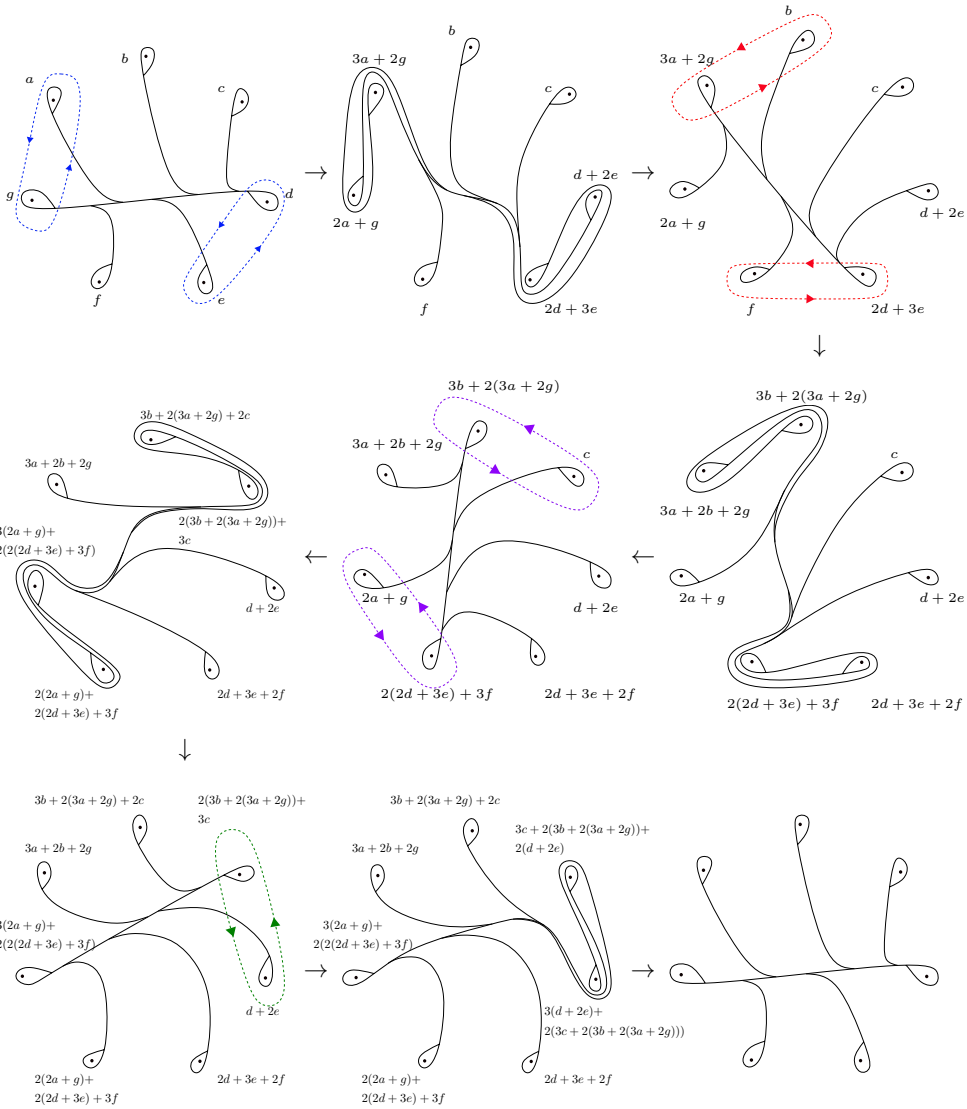 a
b
c
g
d
f
e
→
3a + 2g
b
c
d + 2e
2a + g
f
2d + 3e
→
b
3a + 2g
c
2a + g
d + 2e
f
2d + 3e
↓
3b + 2(3a + 2g) + 2c
3a + 2b + 2g
2(3b + 2(3a + 2g))+
3c
3(2a + g)+
2(2(2d + 3e) + 3f)
d + 2e
2(2a + g)+
2(2d + 3e) + 3f
2d + 3e + 2f
←
3b + 2(3a + 2g)
3a + 2b + 2g
c
2a + g
d + 2e
2(2d + 3e) + 3f
2d + 3e + 2f
←
3b + 2(3a + 2g)
c
3a + 2b + 2g
2a + g
d + 2e
2(2d + 3e) + 3f
2d + 3e + 2f
↓
3b + 2(3a + 2g) + 2c
2(3b + 2(3a + 2g))+
3c
3a + 2b + 2g
3(2a + g)+
2(2(2d + 3e) + 3f)
d + 2e
2(2a + g)+
2(2d + 3e) + 3f
2d + 3e + 2f
→
3b + 2(3a + 2g) + 2c
3c + 2(3b + 2(3a + 2g))+
2(d + 2e)
3a + 2b + 2g
3(2a + g)+
2(2(2d + 3e) + 3f)
3(d + 2e)+
2(3c + 2(3b + 2(3a + 2g)))
2(2a + g)+
2(2d + 3e) + 3f
2d + 3e + 2f
→